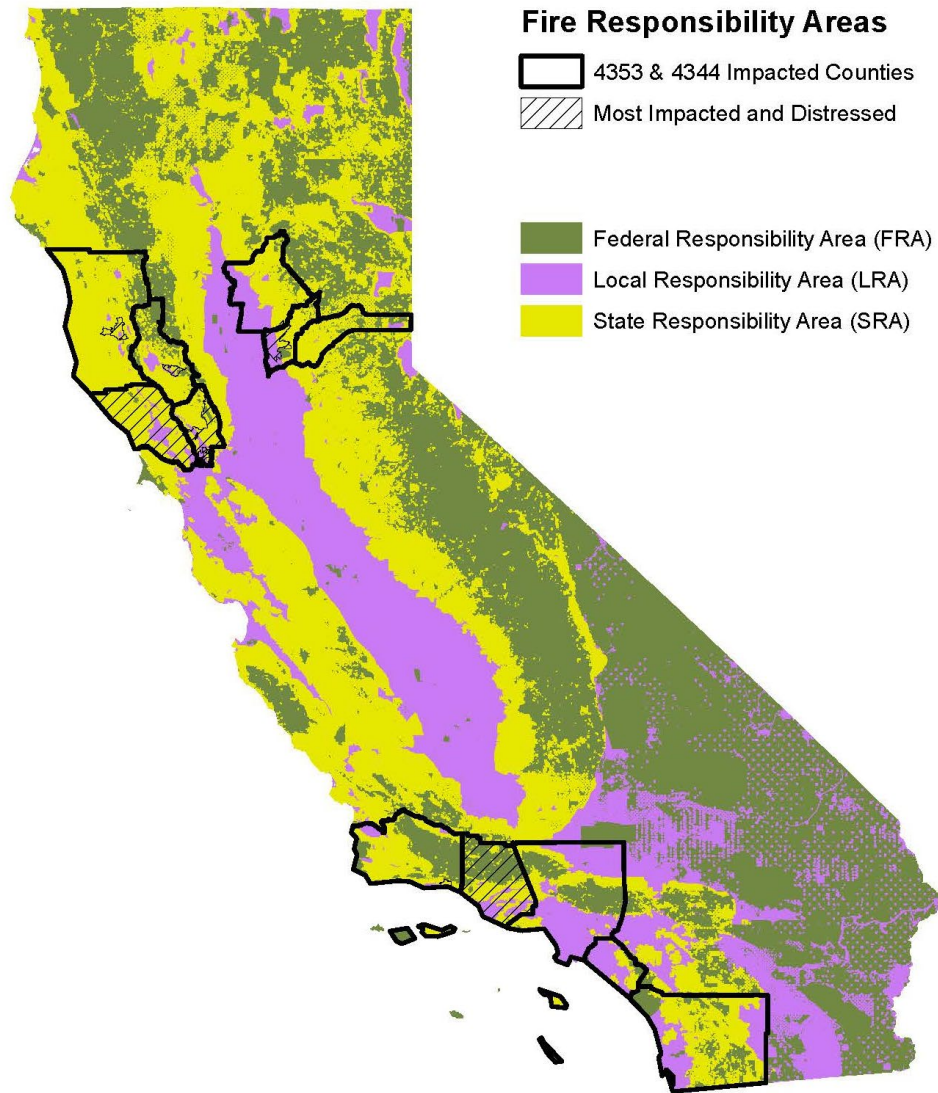 Fire Responsibility Areas
4353 & 4344 Impacted Counties
Most Impacted and Distressed
Federal Responsibility Area (FRA)
Local Responsibility Area (LRA)
State Responsibility Area (SRA)